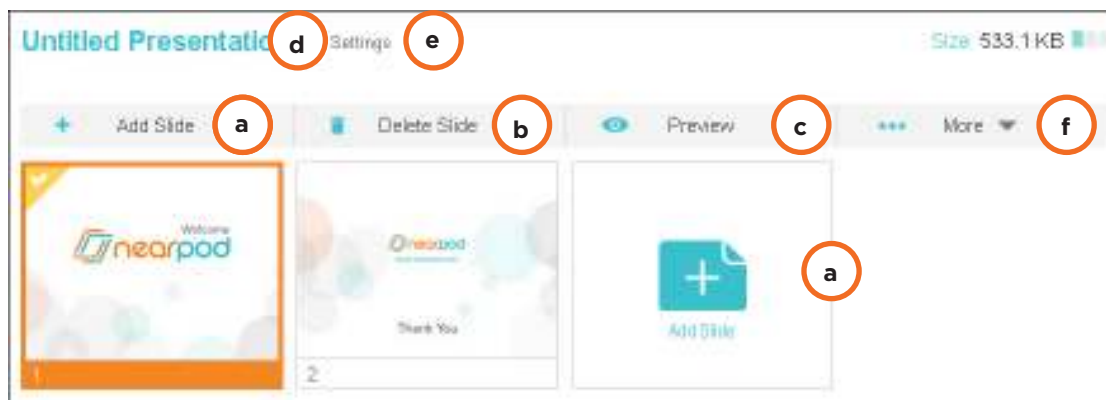 Untitled Presentatio d Settings e Size 533.1 KB
Add Slide a Delete Slide b Preview c More f
Welcome
nearpod
nearpod
Thank You
a
Add Slide
1
2